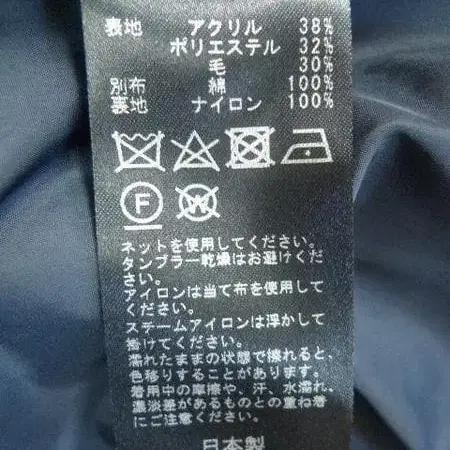 表地 アクリル 38%
ポリエステル 32%
毛 30%
別布 綿 100%
裏地 ナイロン 100%
F W
ネットを使用してください。
タンブラー乾燥はお避けくだ
さい。
アイロンは当て布を使用して
ください。
スチームアイロンは浮かして
掛けてください。
濡れたままの状態で擦れると、
色移りすることがあります。
着用中の摩擦や、汗、水濡れ、
濃淡差があるものとの重ね着
にご注意ください。
日本製